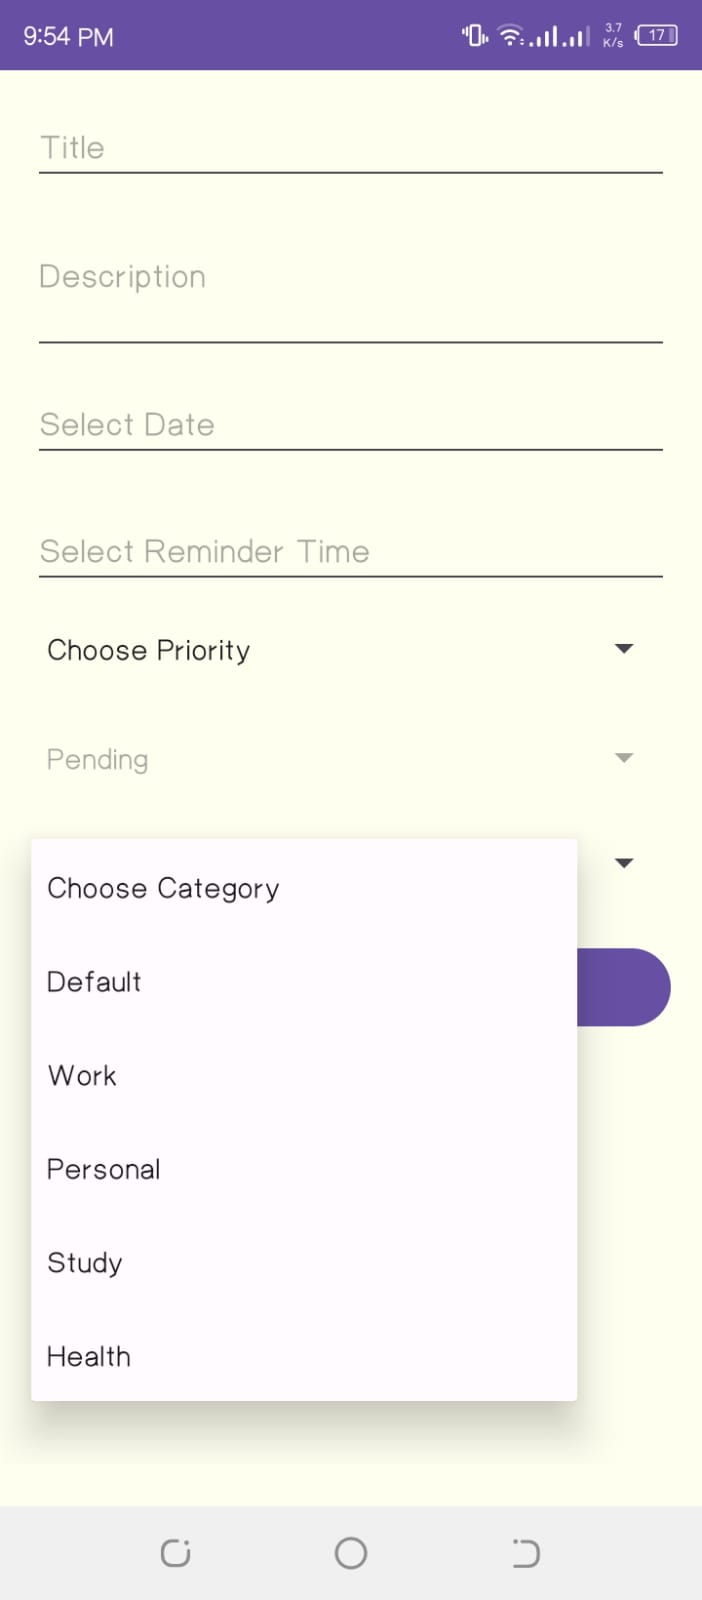 9:54 PM
3.7
K/s
17
Title
Description
Select Date
Select Reminder Time
Choose Priority
Pending
Choose Category
Default
Work
Personal
Study
Health